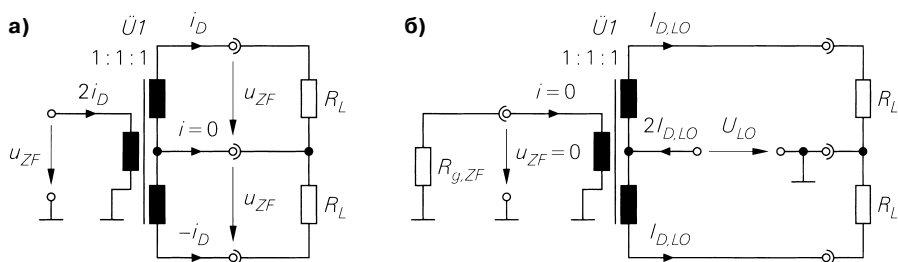 а)
Ü1
1:1:1
i_D
2i_D
u_ZF
i=0
u_ZF
u_ZF
-i_D
R_L
R_L
б)
Ü1
1:1:1
I_D,LO
i=0
R_g,ZF
u_ZF=0
2I_D,LO
U_LO
I_D,LO
R_L
R_L